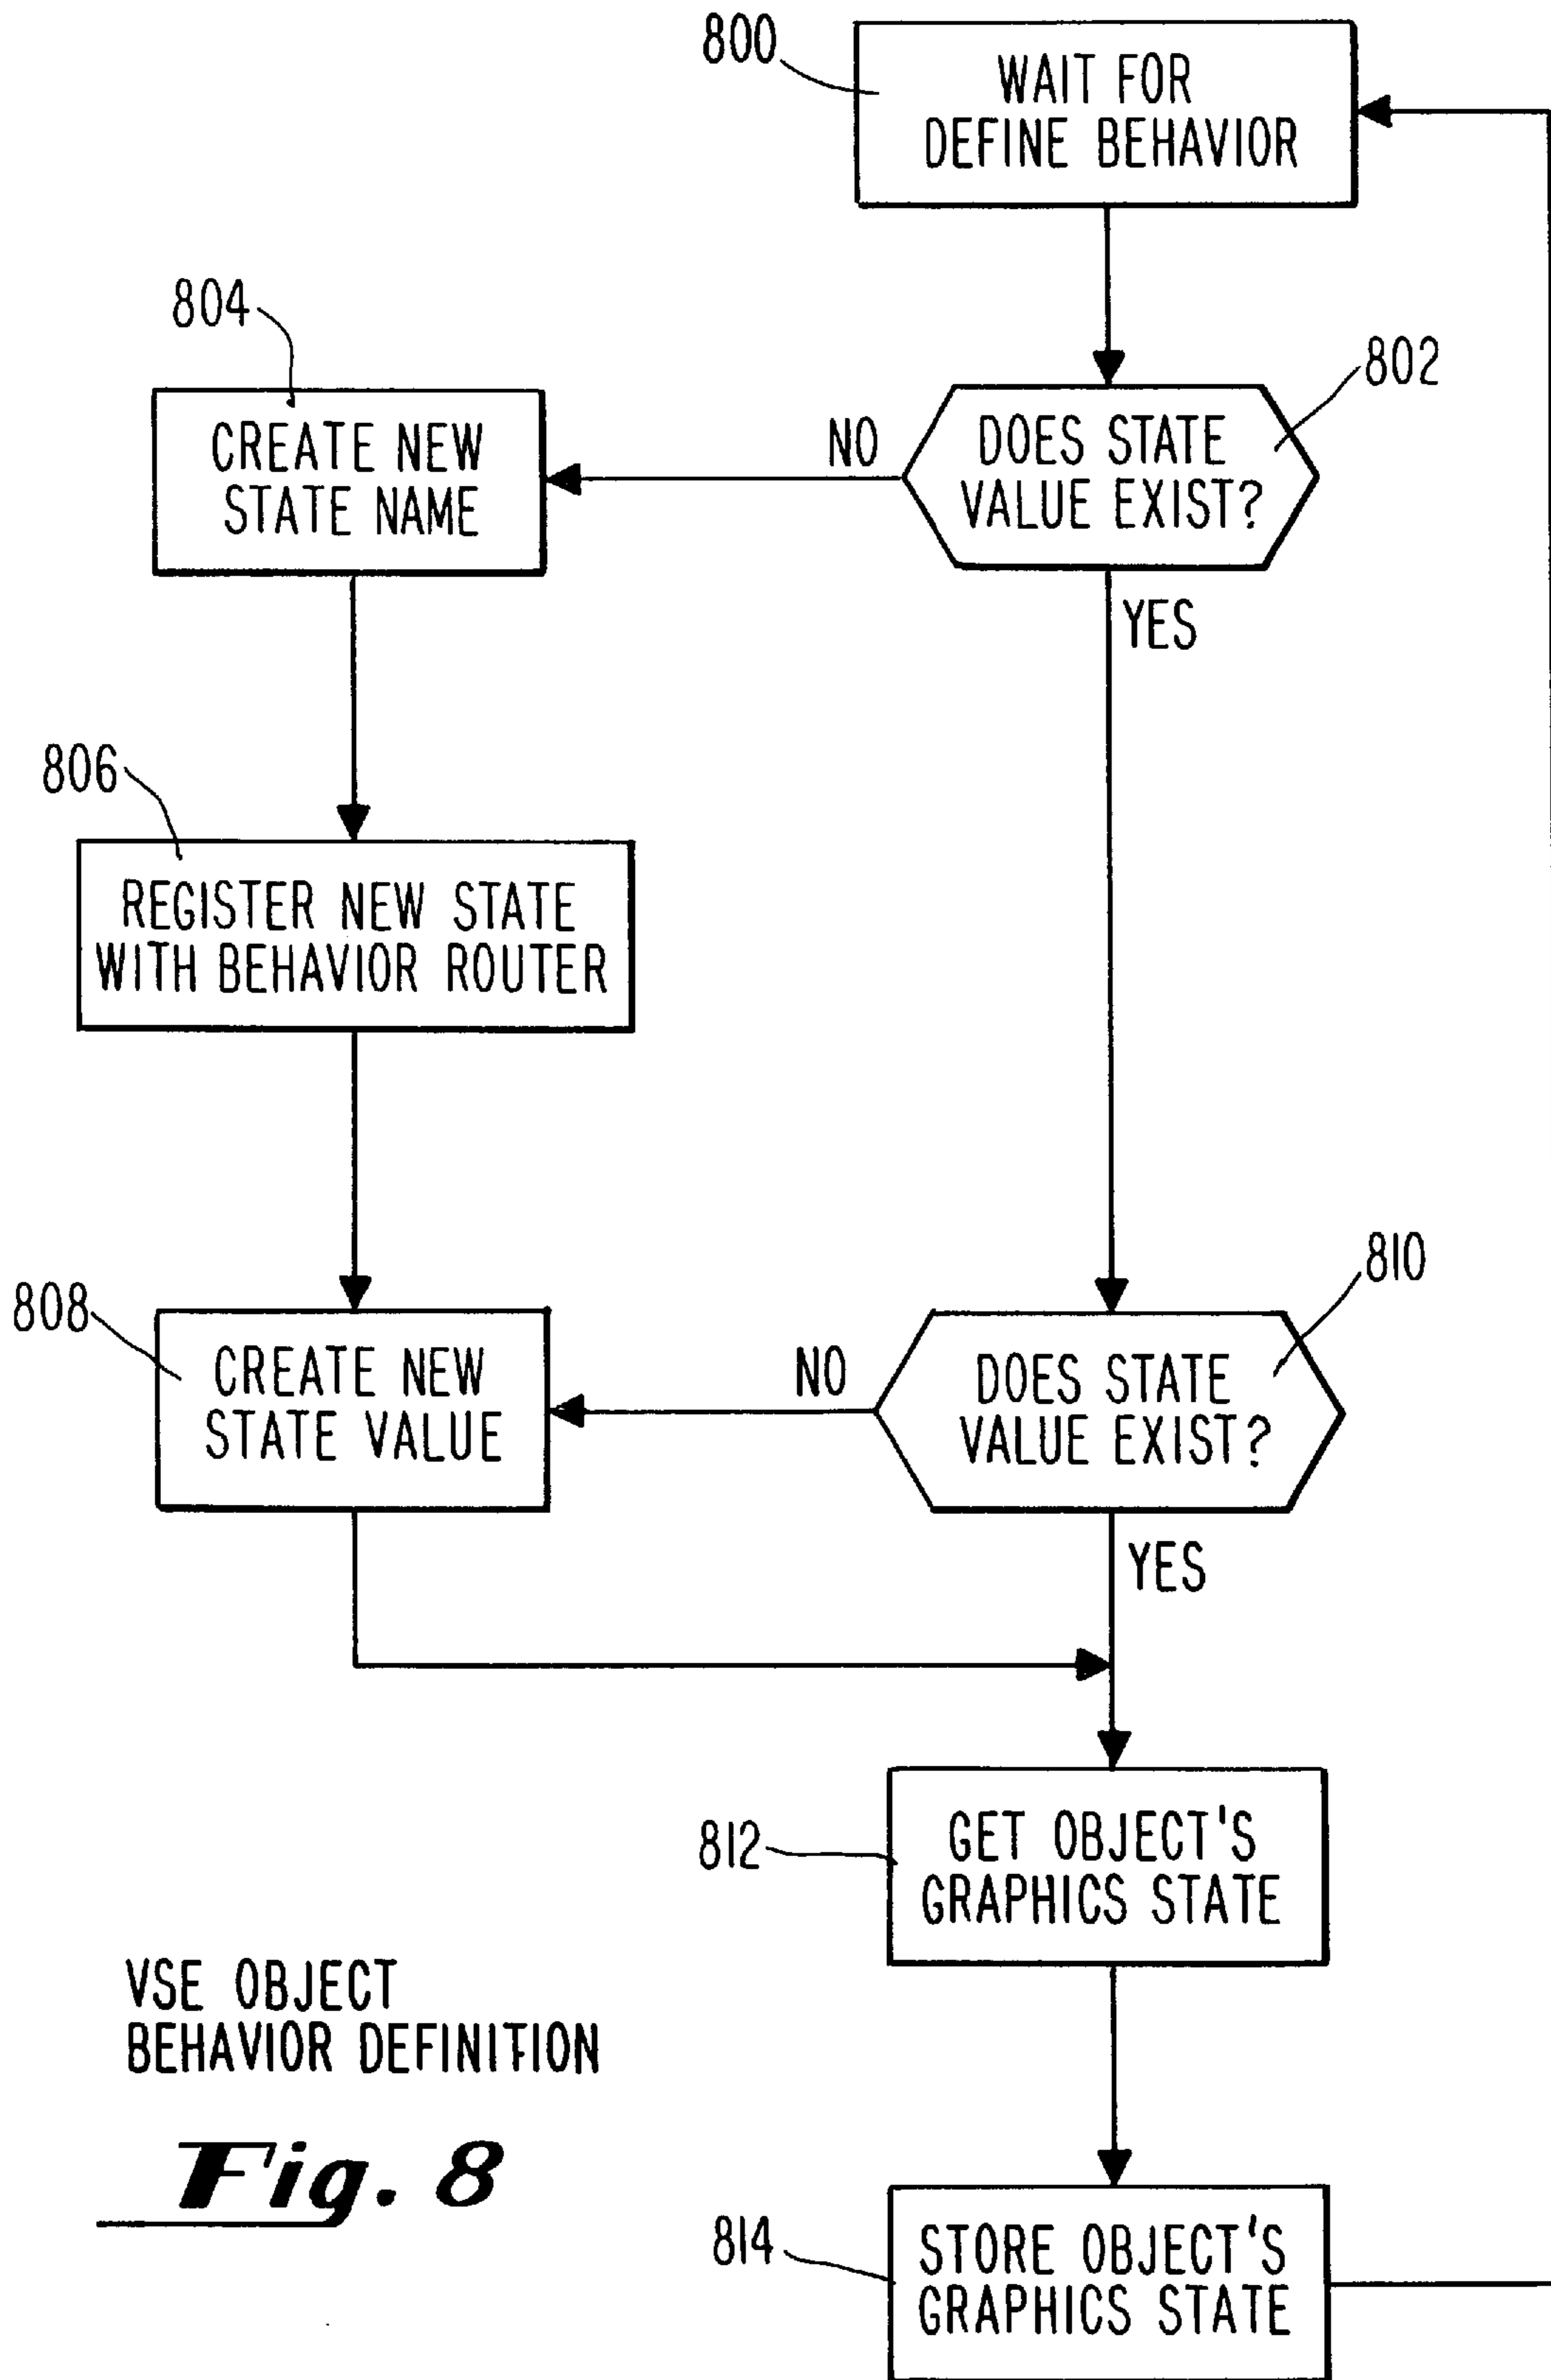 800
WAIT FOR
DEFINE BEHAVIOR
802
DOES STATE
VALUE EXIST?
NO
YES
804
CREATE NEW
STATE NAME
806
REGISTER NEW STATE
WITH BEHAVIOR ROUTER
808
CREATE NEW
STATE VALUE
810
DOES STATE
VALUE EXIST?
NO
YES
812
GET OBJECT'S
GRAPHICS STATE
814
STORE OBJECT'S
GRAPHICS STATE
VSE OBJECT
BEHAVIOR DEFINITION
Fig. 8